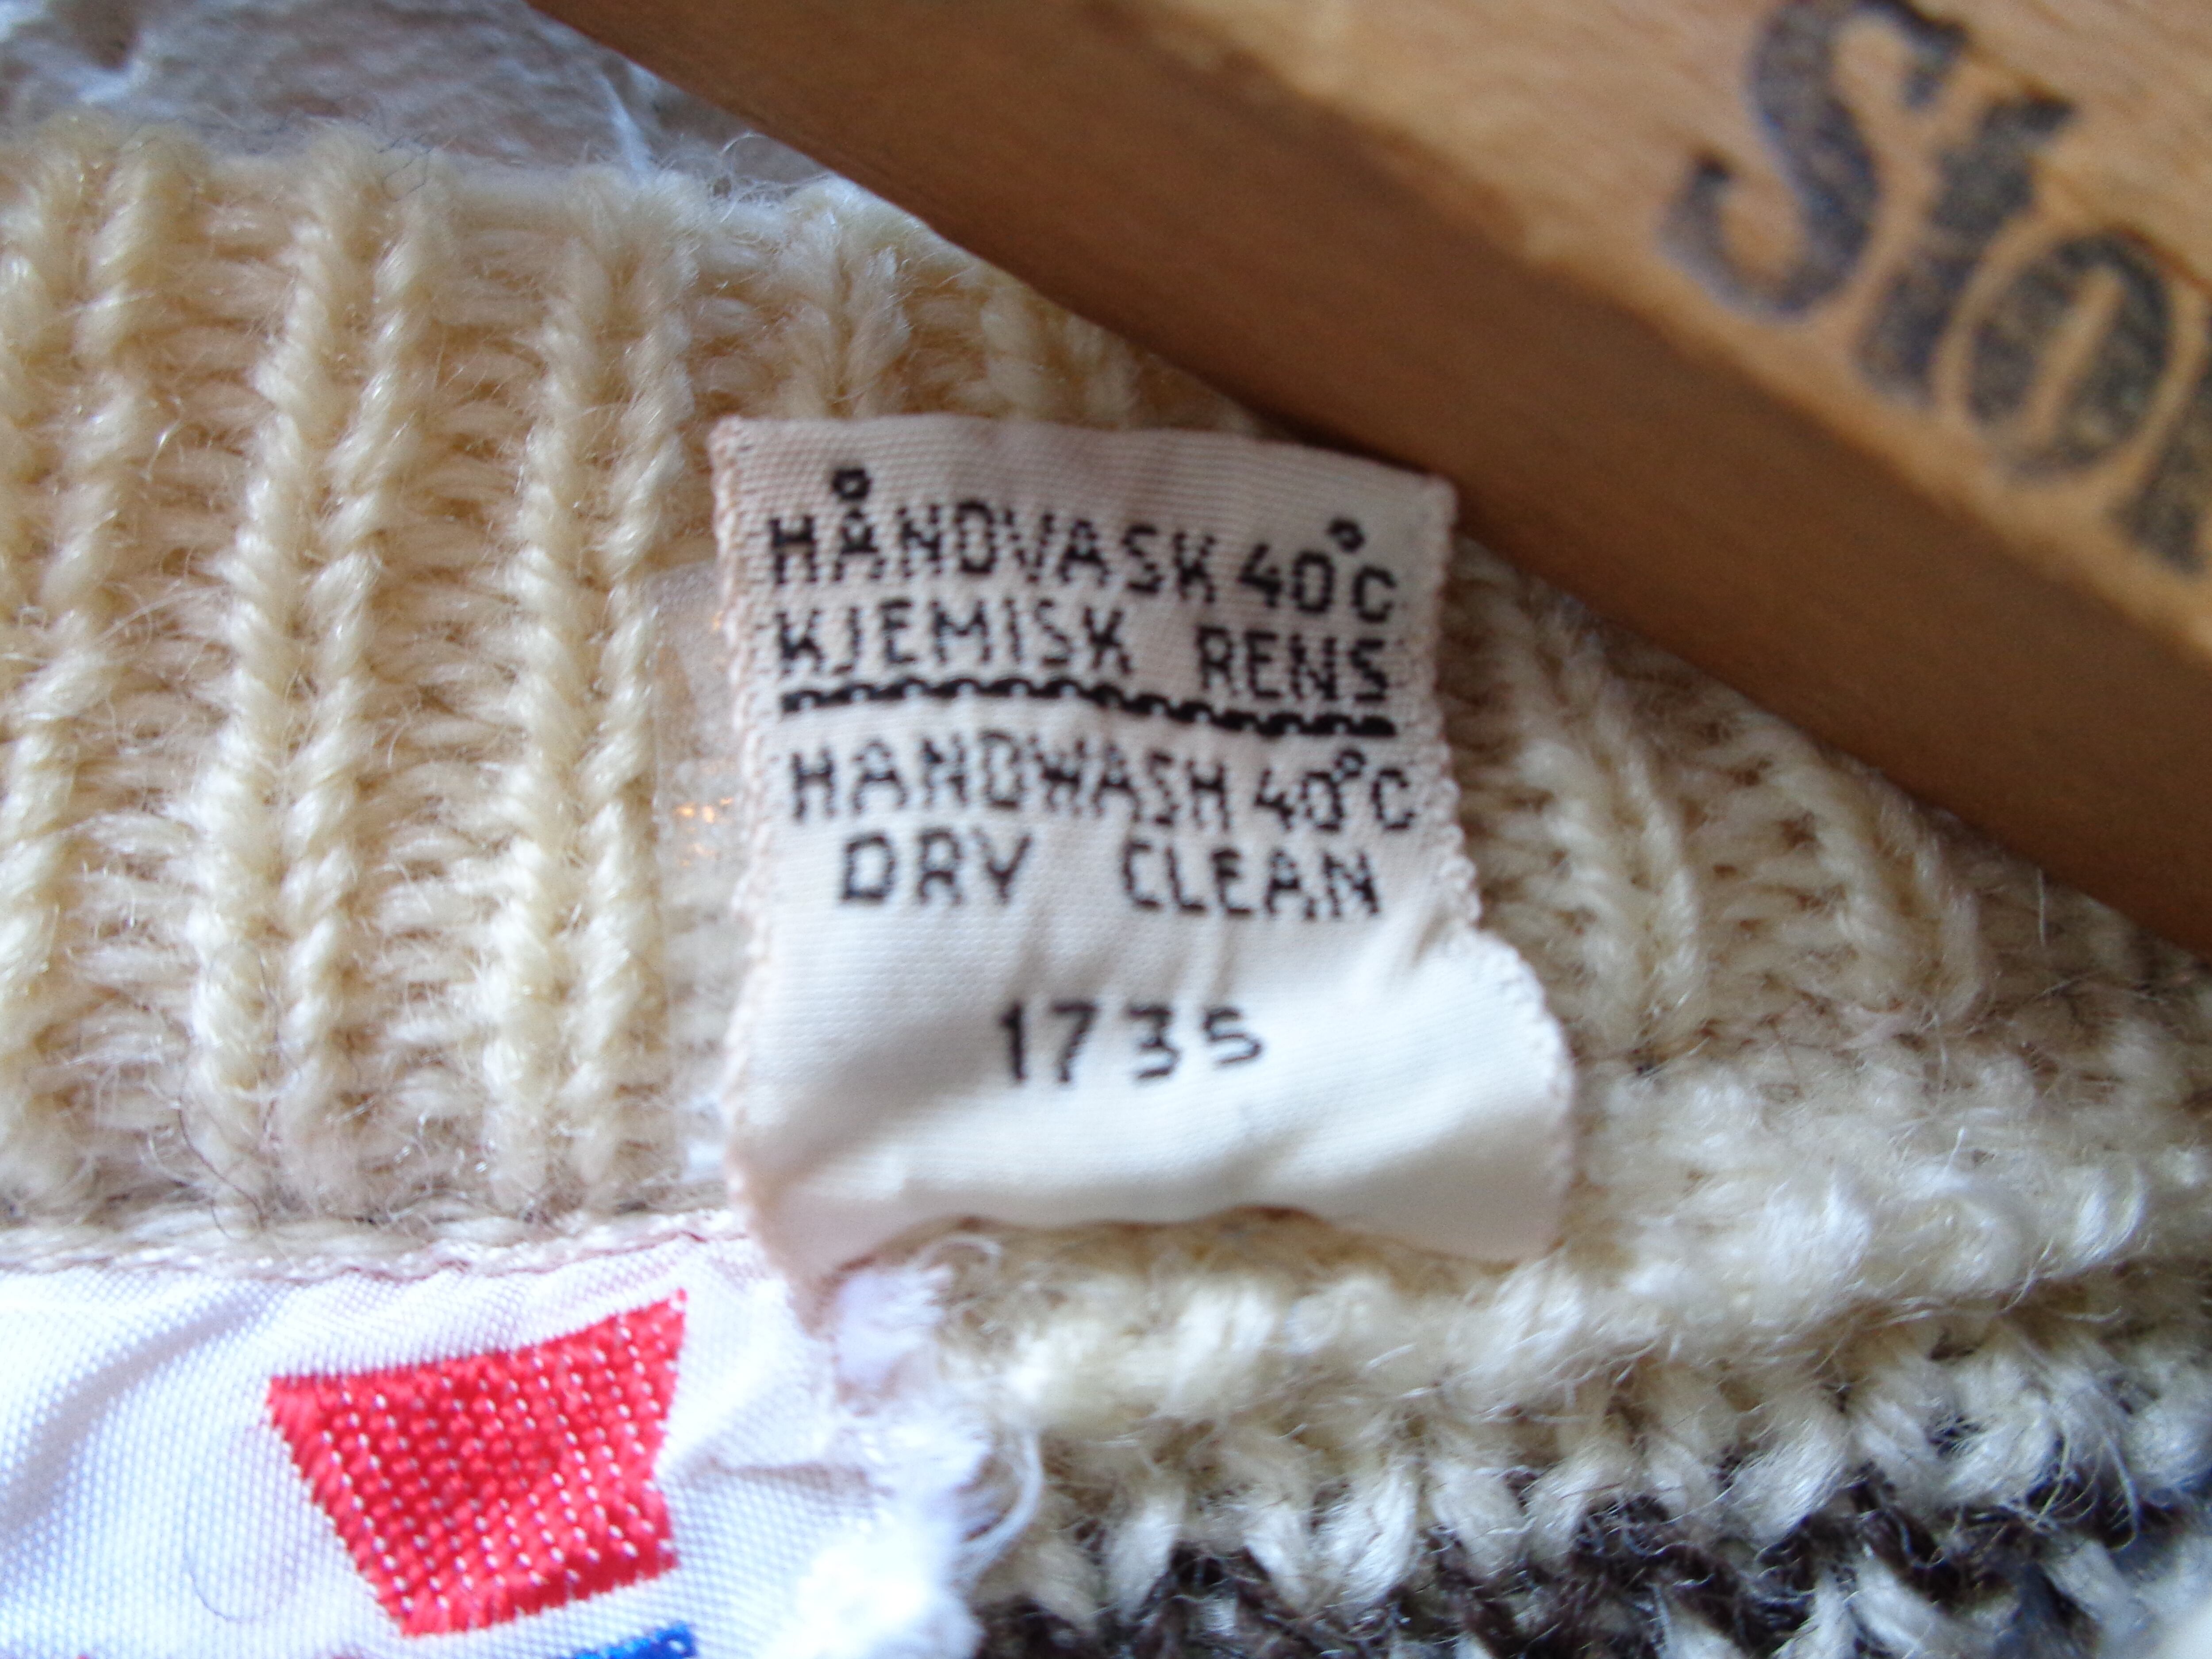 HÅNDVASK 40°C
KJEMISK RENS
HANDWASH 40°C
DRY CLEAN
1735